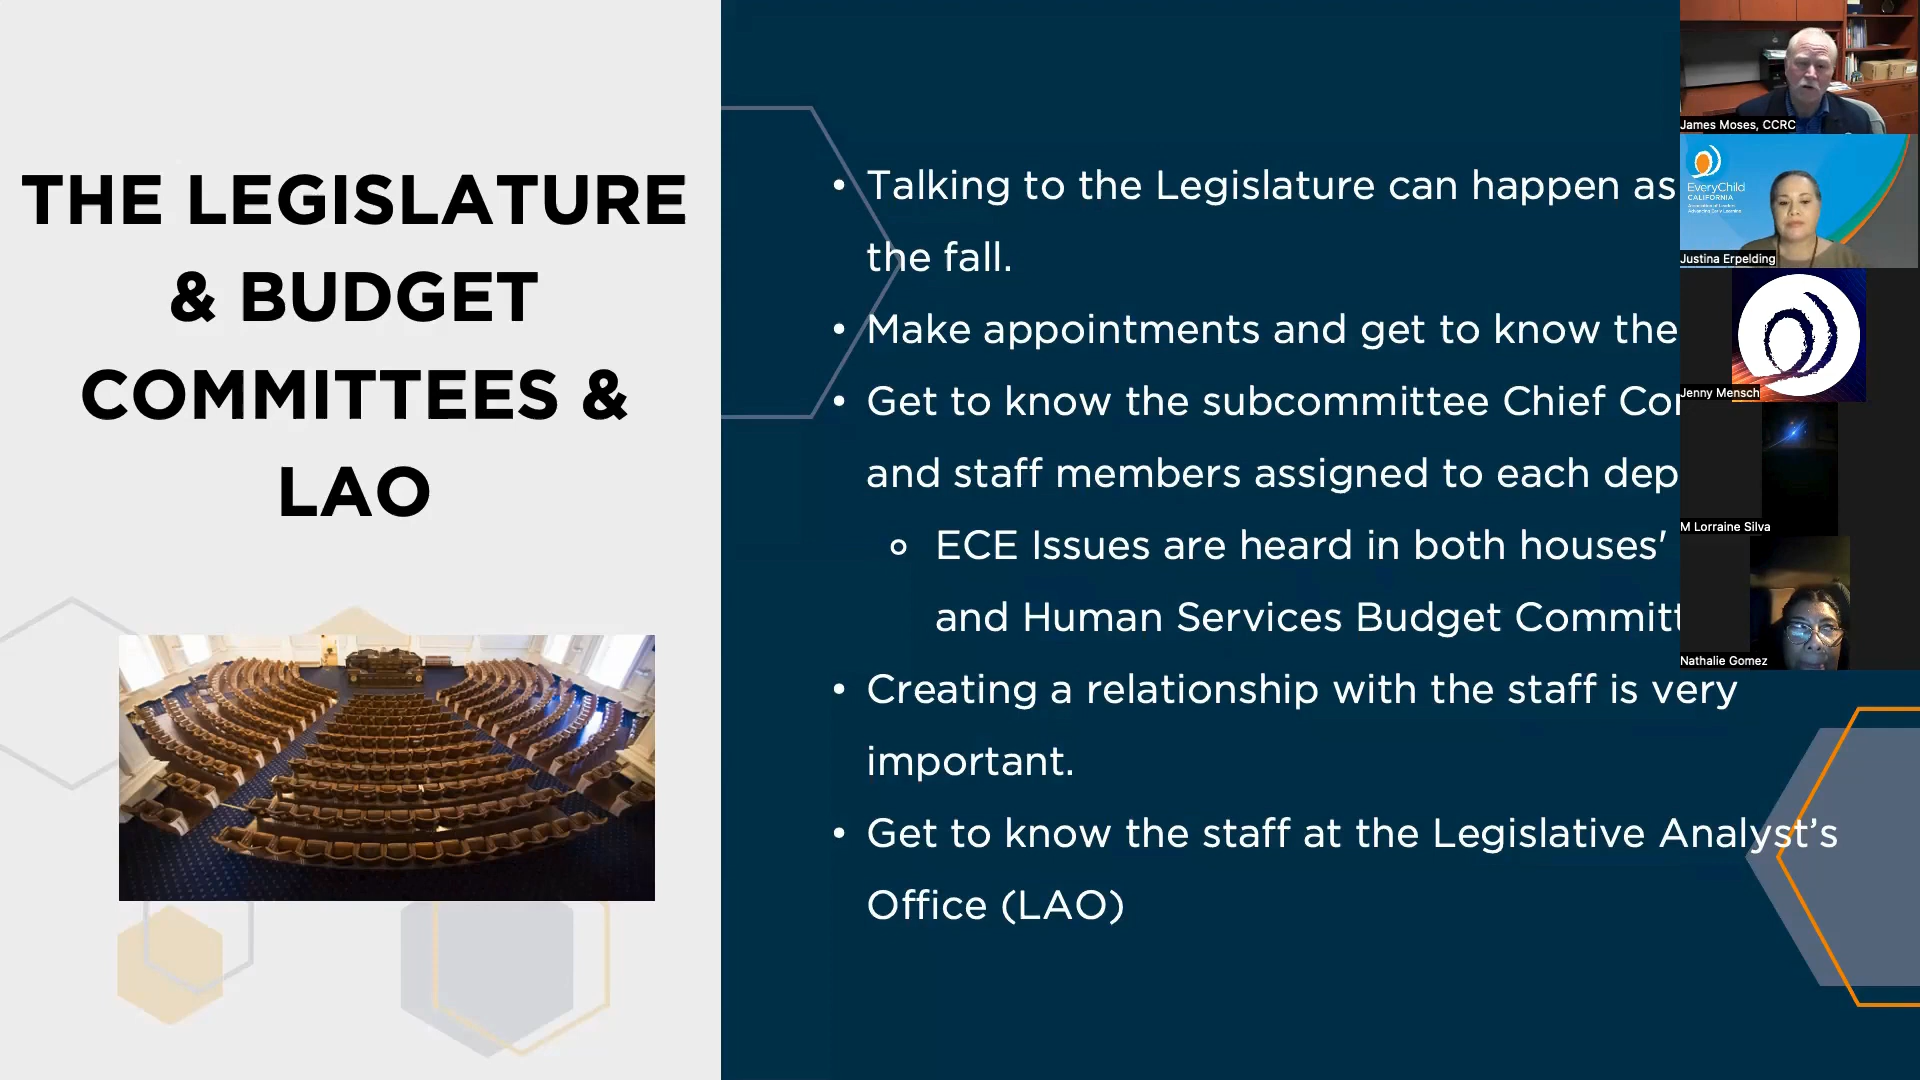 THE LEGISLATURE
& BUDGET
COMMITTEES &
LAO
• Talking to the Legislature can happen as
the fall.
• Make appointments and get to know the
• Get to know the subcommittee Chief
and staff members assigned to each
○ ECE Issues are heard in both houses'
and Human Services Budget
• Creating a relationship with the staff is very
important.
• Get to know the staff at the Legislative Analyst’s
Office (LAO)
James Moses, CCRC
EveryChild
CALIFORNIA
Justina Erpelding
Jenny Mensch
M Lorraine Silva
Nathalie Gomez